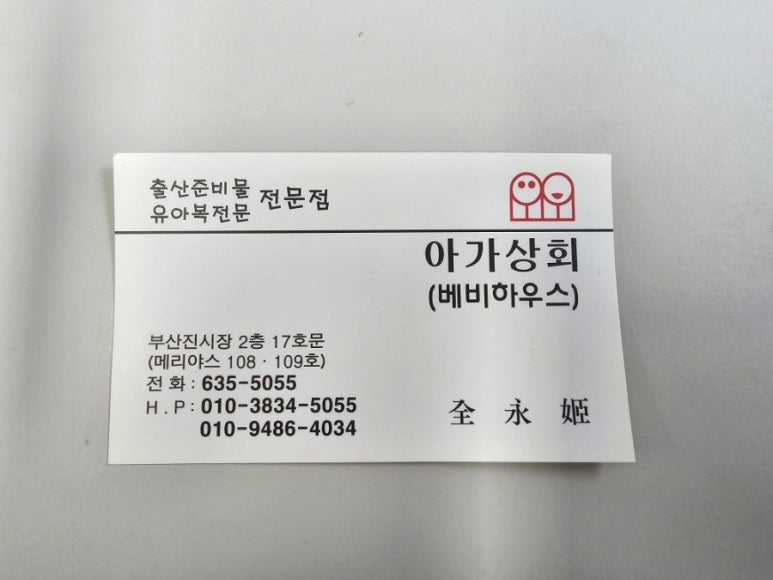 출산준비물
유아복전문 전문점
아가상회
(베비하우스)
부산진시장 2층 17호문
(메리야스 108 · 109호)
전 화 : 635-5055
H . P : 010-3834-5055
010-9486-4034
全 永 姬